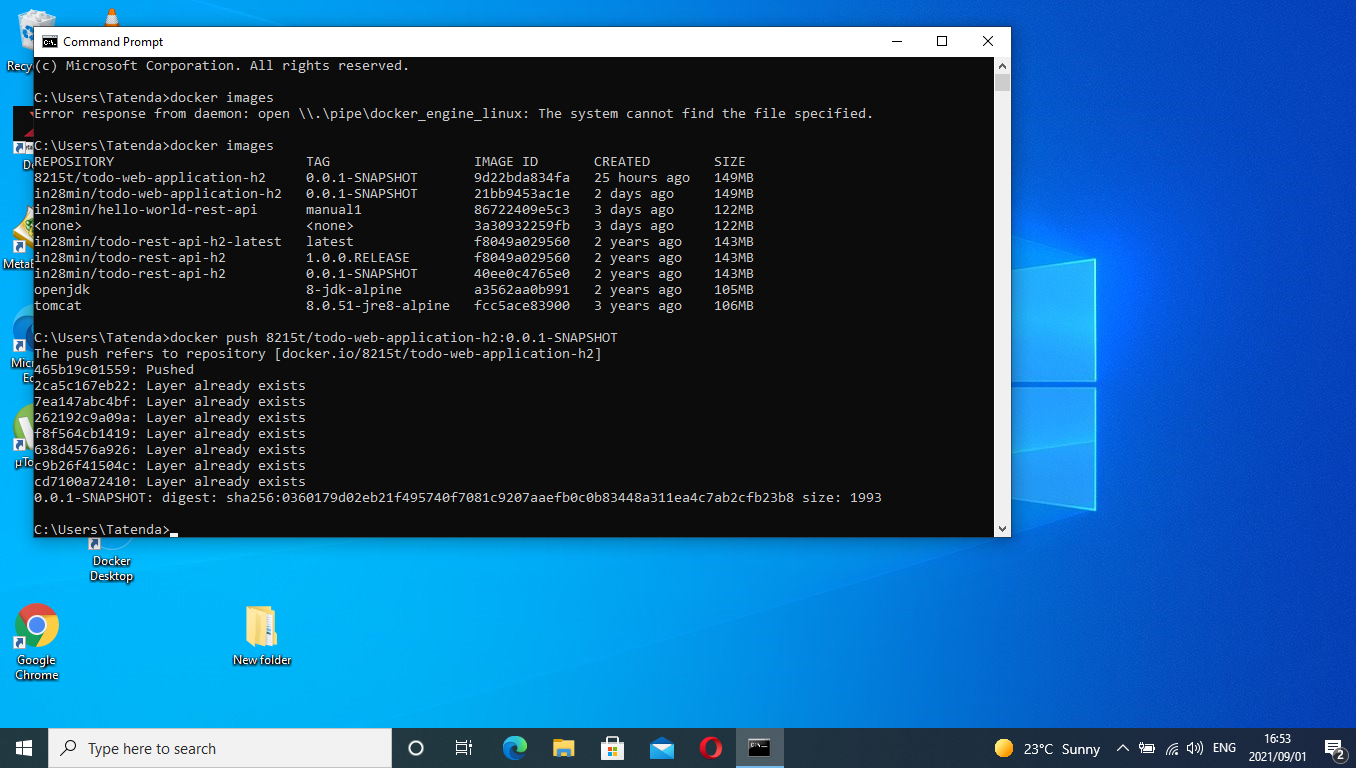 Command Prompt
Recy
(c) Microsoft Corporation. All rights reserved.
C:\Users\Tatenda>docker images
Error response from daemon: open \\.\pipe\docker_engine_linux: The system cannot find the file specified.
C:\Users\Tatenda>docker images
REPOSITORY TAG IMAGE ID CREATED SIZE
8215t/todo-web-application-h2 0.0.1-SNAPSHOT 9d22bda834fa 25 hours ago 149MB
in28min/todo-web-application-h2 0.0.1-SNAPSHOT 21bb9453ac1e 2 days ago 149MB
in28min/hello-world-rest-api manual1 86722409e5c3 3 days ago 122MB
<none> <none> 3a30932259fb 3 days ago 122MB
in28min/todo-rest-api-h2-latest latest f8049a029560 2 years ago 143MB
in28min/todo-rest-api-h2 1.0.0.RELEASE f8049a029560 2 years ago 143MB
in28min/todo-rest-api-h2 0.0.1-SNAPSHOT 40ee0c4765e0 2 years ago 143MB
openjdk 8-jdk-alpine a3562aa0b991 2 years ago 105MB
tomcat 8.0.51-jre8-alpine fcc5ace83900 3 years ago 106MB
C:\Users\Tatenda>docker push 8215t/todo-web-application-h2:0.0.1-SNAPSHOT
The push refers to repository [docker.io/8215t/todo-web-application-h2]
465b19c01559: Pushed
2ca5c167eb22: Layer already exists
7ea147abc4bf: Layer already exists
262192c9a09a: Layer already exists
f8f564cb1419: Layer already exists
638d4576a926: Layer already exists
c9b26f41504c: Layer already exists
cd7100a72410: Layer already exists
0.0.1-SNAPSHOT: digest: sha256:0360179d02eb21f495740f7081c9207aaefb0c0b83448a311ea4c7ab2cfb23b8 size: 1993
C:\Users\Tatenda>
Metab
Micr
µTo
Docker
Desktop
Google
Chrome
New folder
Type here to search
23°C Sunny
ENG
16:53
2021/09/01
2